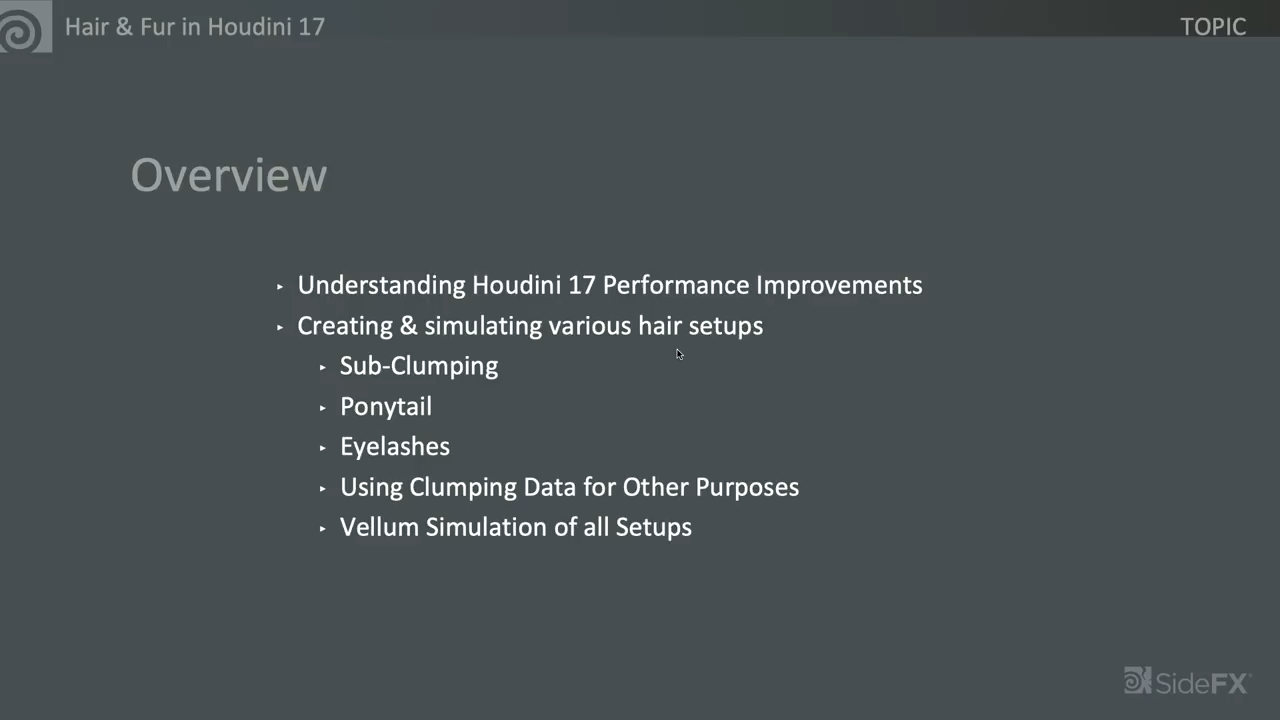 Hair & Fur in Houdini 17
TOPIC
Overview
‣ Understanding Houdini 17 Performance Improvements
‣ Creating & simulating various hair setups
‣ Sub-Clumping
‣ Ponytail
‣ Eyelashes
‣ Using Clumping Data for Other Purposes
‣ Vellum Simulation of all Setups
SideFX